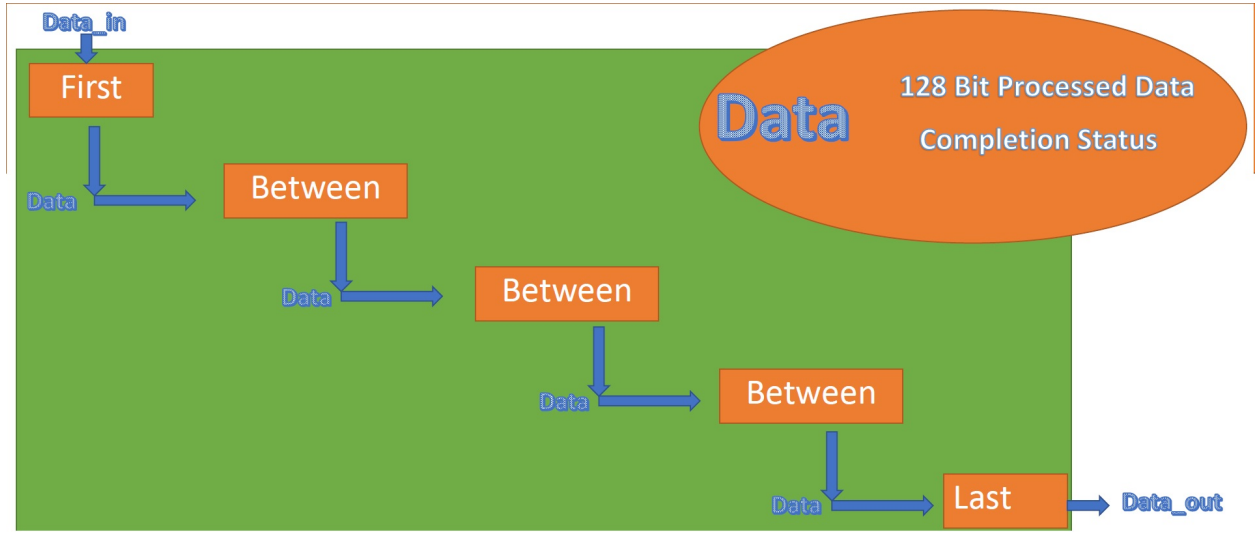 Data_in
First
Data
128 Bit Processed Data
Completion Status
Data
Between
Data
Between
Data
Between
Data
Last
Data_out